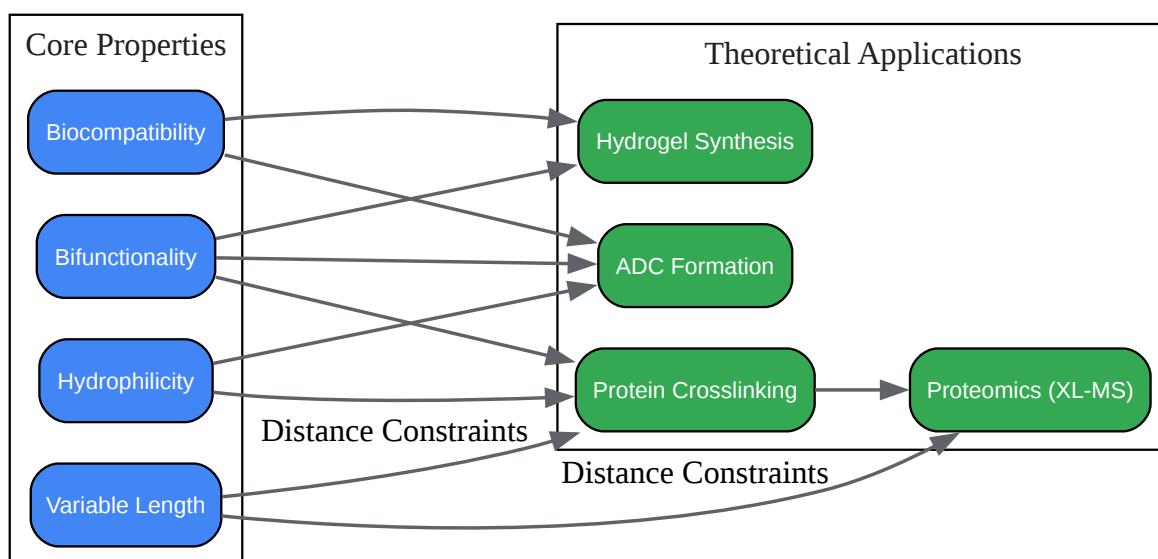 Core Properties
Theoretical Applications
Biocompatibility
Hydrogel Synthesis
Bifunctionality
ADC Formation
Hydrophilicity
Protein Crosslinking
Proteomics (XL-MS)
Distance Constraints
Distance Constraints
Variable Length